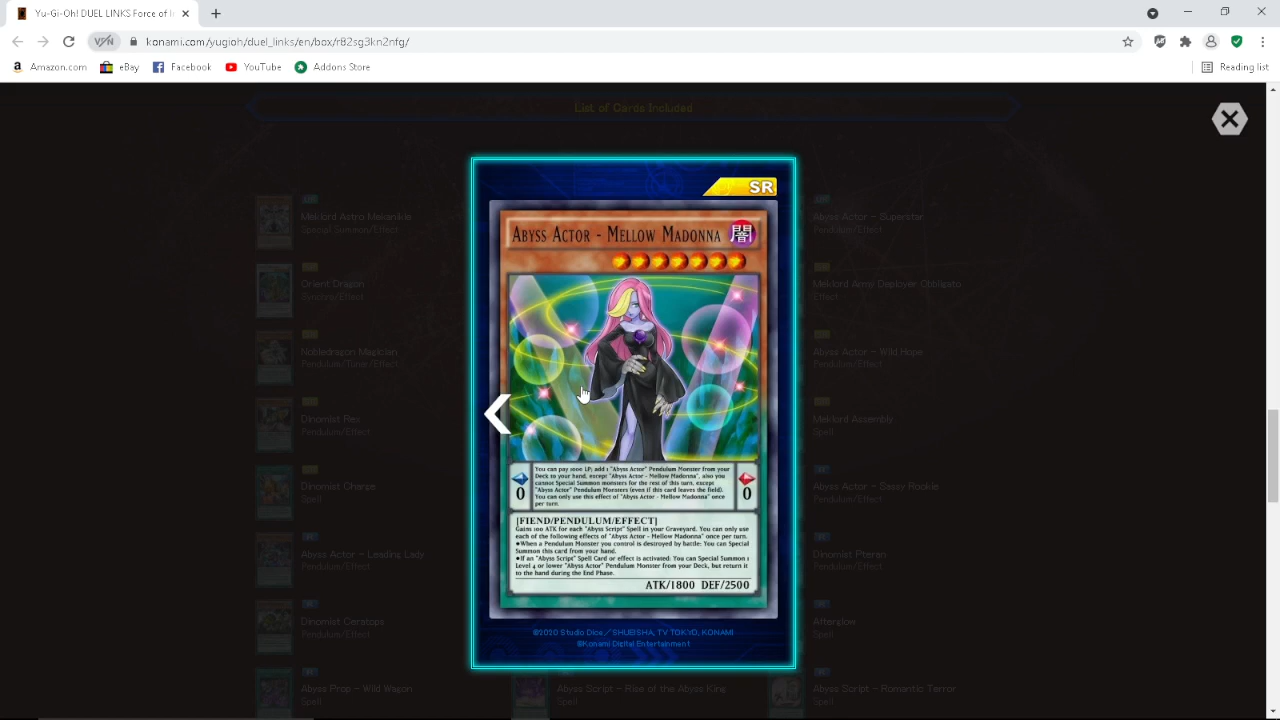 Yu-Gi-Oh! DUEL LINKS Force of I
VPN
konami.com/yugioh/duel_links/en/box/r82sg3kn2nfg/
Amazon.com
eBay
Facebook
YouTube
Addons Store
Reading list
List of Cards Included
SR
ABYSS ACTOR - MELLOW MADONNA 闇
You can pay 1000 LP; add 1 "Abyss Actor" Pendulum Monster from your
Deck to your hand, except "Abyss Actor - Mellow Madonna", also you
cannot Special Summon monsters for the rest of this turn, except
"Abyss Actor" Pendulum Monsters (even if this card leaves the field).
You can only use this effect of "Abyss Actor - Mellow Madonna" once
per turn.
0
0
[FIEND/PENDULUM/EFFECT]
Gains 100 ATK for each "Abyss Script" Spell in your Graveyard. You can only use
each of the following effects of "Abyss Actor - Mellow Madonna" once per turn.
●When a Pendulum Monster you control is destroyed by battle: You can Special
Summon this card from your hand.
●If an "Abyss Script" Spell Card or effect is activated: You can Special Summon 1
Level 4 or lower "Abyss Actor" Pendulum Monster from your Deck, but return it
to the hand during the End Phase.
ATK/1800 DEF/2500
©2020 Studio Dice／SHUEISHA, TV TOKYO, KONAMI
©Konami Digital Entertainment
Meklord Astro Mekanikle
Special Summon/Effect
Abyss Actor - Superstar
Pendulum/Effect
Orient Dragon
Synchro/Effect
Meklord Army Deployer Obbligato
Effect
Nobledragon Magician
Pendulum/Tuner/Effect
Abyss Actor - Wild Hope
Pendulum/Effect
Dinomist Rex
Pendulum/Effect
Meklord Assembly
Spell
Dinomist Charge
Spell
Abyss Actor - Sassy Rookie
Pendulum/Effect
Abyss Actor - Leading Lady
Pendulum/Effect
Dinomist Pteran
Pendulum/Effect
Dinomist Ceratops
Pendulum/Effect
Afterglow
Spell
Abyss Prop - Wild Wagon
Spell
Abyss Script - Rise of the Abyss King
Spell
Abyss Script - Romantic Terror
Spell